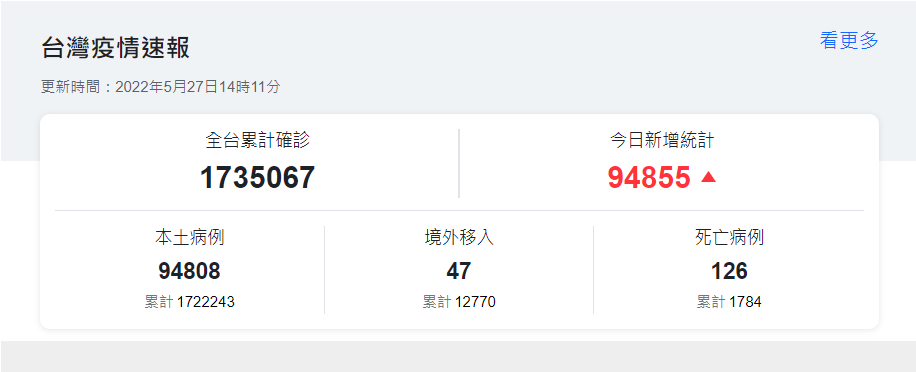 台灣疫情速報
看更多
更新時間：2022年5月27日14時11分
全台累計確診
1735067
今日新增統計
94855 ▲
本土病例
94808
累計 1722243
境外移入
47
累計 12770
死亡病例
126
累計 1784